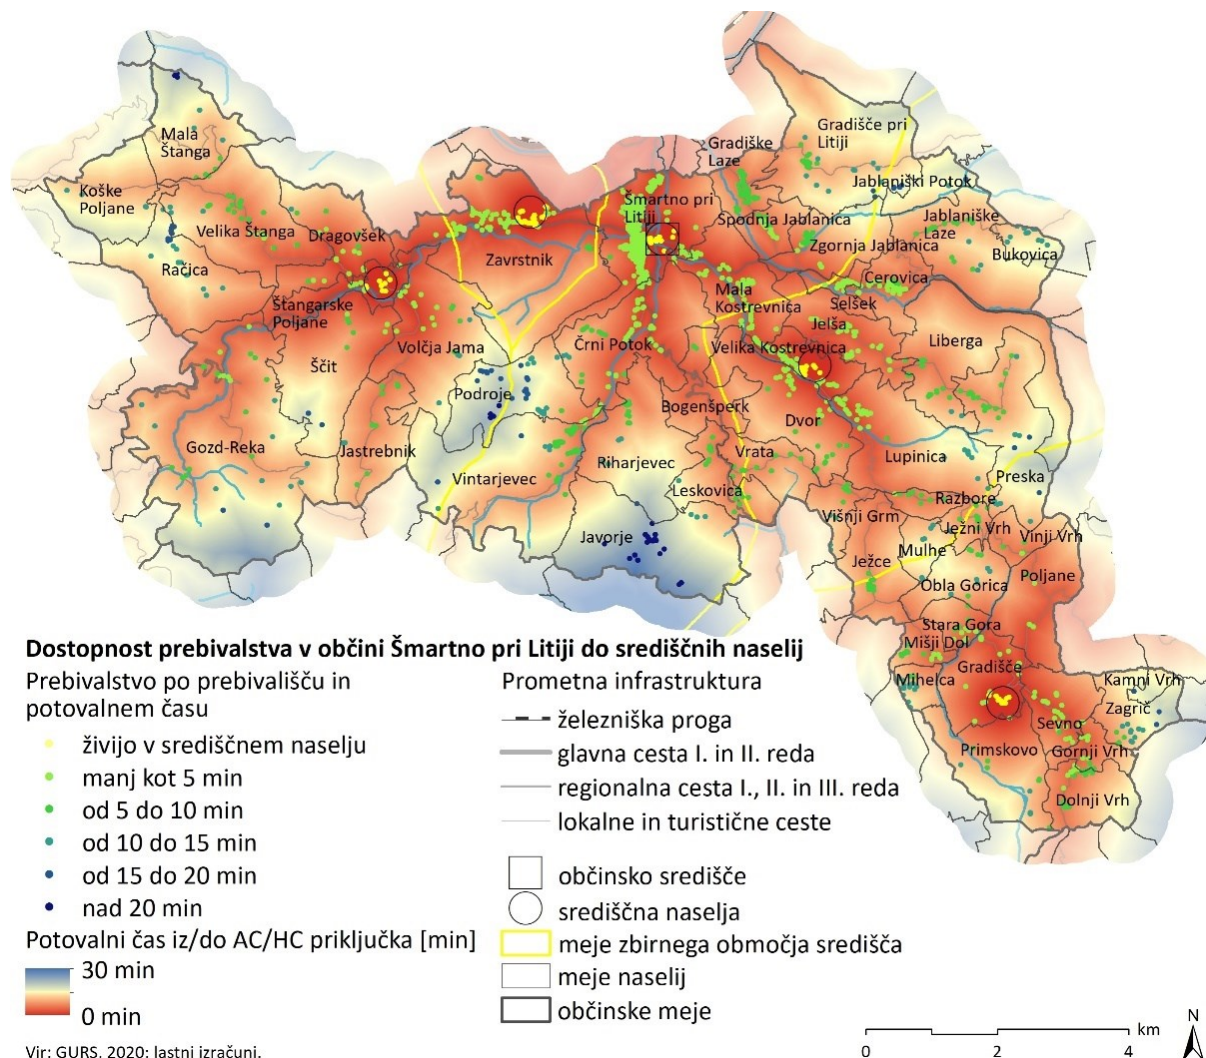 Mala
Štanga
Koške
Poljane
Velika Štanga
Dragovšek
Račica
Štangarske
Poljane
Ščit
Volčja Jama
Gozd-Reka
Jastrebnik
Zavrstnik
Podroje
Vintarjevec
Črni Potok
Šmartno pri
Litiji
Gradiške
Laze
Gradišče pri
Litiji
Jablaniški Potok
Spodnja Jablanica
Jablaniške
Laze
Zgornja Jablanica
Bukovica
Cerovica
Mala
Kostrevnica
Selšek
Jelša
Liberga
Velika Kostrevnica
Bogenšperk
Dvor
Riharjevec
Vrata
Lupinica
Leskovica
Preska
Javorje
Višnji Grm
Razbore
Ježni Vrh
Vinji Vrh
Mulhe
Ježce
Obla Gorica
Poljane
Stara Gora
Mišji Dol
Gradišče
Mihelca
Kamni Vrh
Zagrič
Sevno
Primskovo
Gornji Vrh
Dolnji Vrh
Dostopnost prebivalstva v občini Šmartno pri Litiji do središčnih naselij
Prebivalstvo po prebivališču in
potovalnem času
živijo v središčnem naselju
manj kot 5 min
od 5 do 10 min
od 10 do 15 min
od 15 do 20 min
nad 20 min
Potovalni čas iz/do AC/HC priključka [min]
30 min
0 min
Prometna infrastruktura
železniška proga
glavna cesta I. in II. reda
regionalna cesta I., II. in III. reda
lokalne in turistične ceste
občinsko središče
središčna naselja
meje zbirnega območja središča
meje naselij
občinske meje
Vir: GURS, 2020; lastni izračuni.
km
0 2 4
N